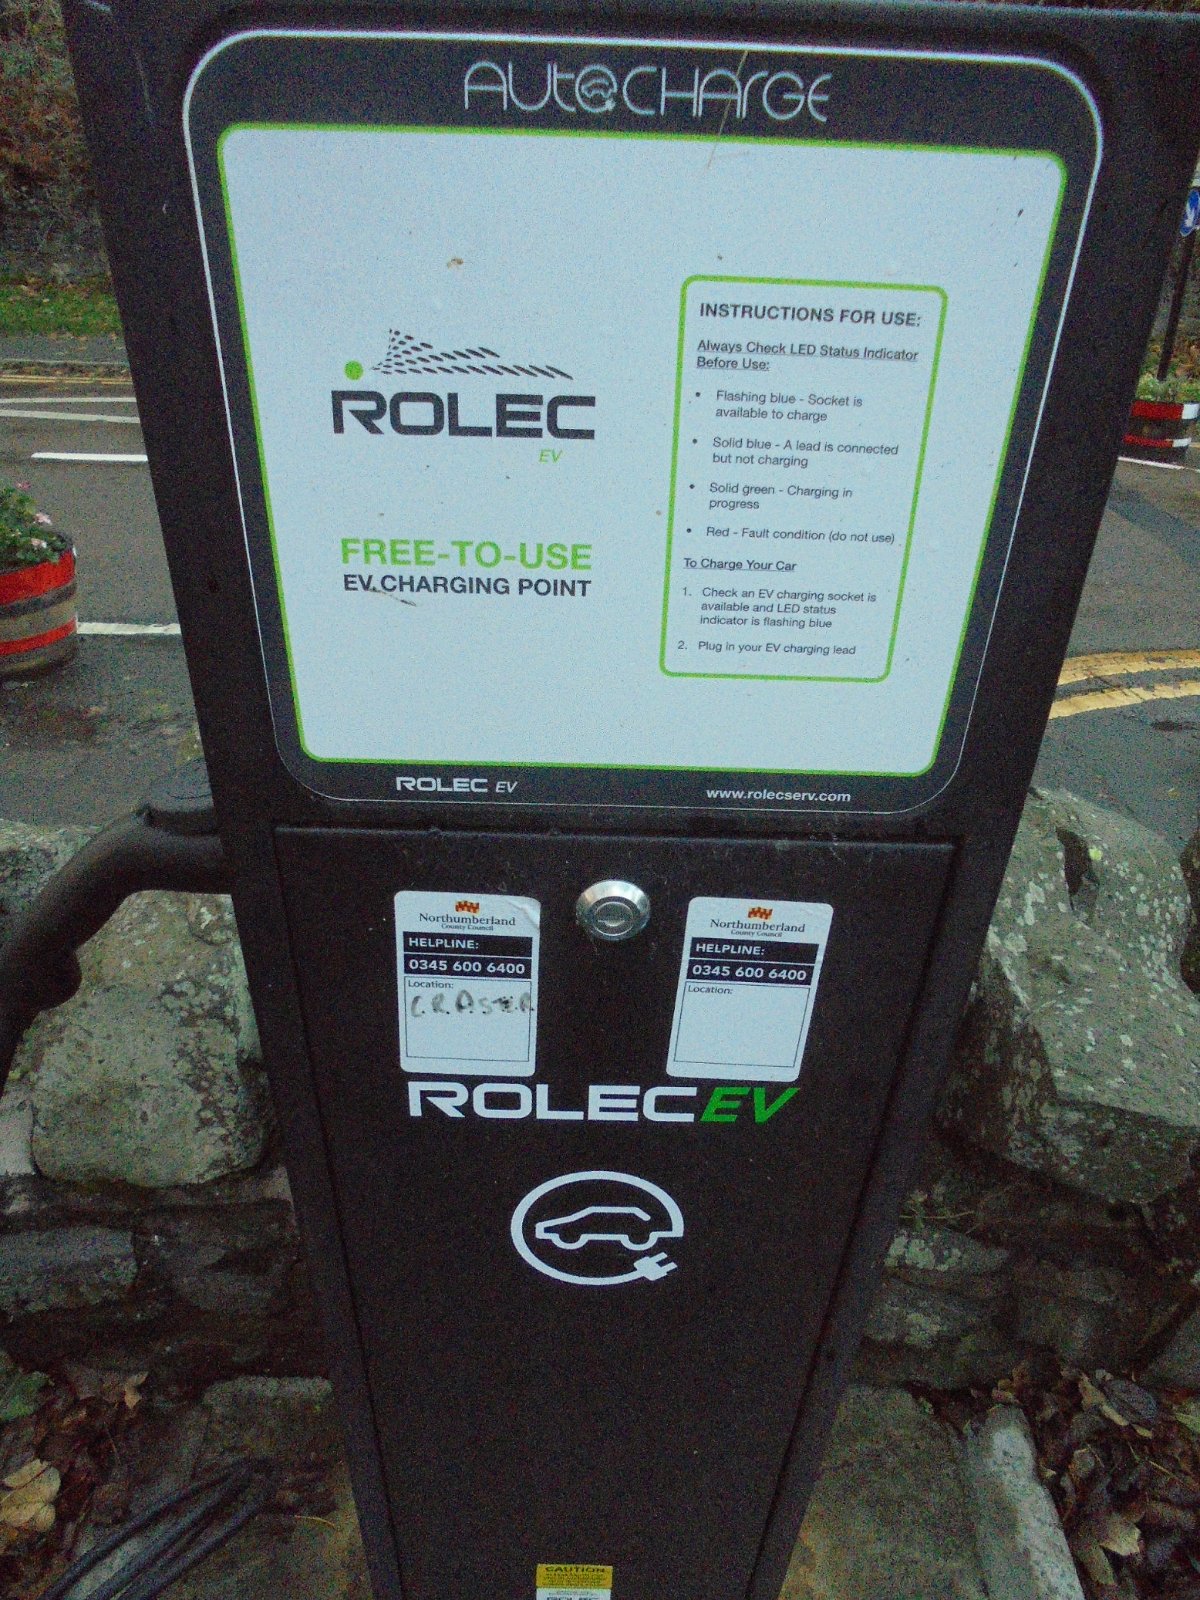 AUTOCHARGE
ROLEC
EV
FREE-TO-USE
EV CHARGING POINT
INSTRUCTIONS FOR USE:
Always Check LED Status Indicator
Before Use:
• Flashing blue - Socket is
available to charge
• Solid blue - A lead is connected
but not charging
• Solid green - Charging in
progress
• Red - Fault condition (do not use)
To Charge Your Car
1. Check an EV charging socket is
available and LED status
indicator is flashing blue
2. Plug in your EV charging lead
ROLEC EV
www.rolecserv.com
Northumberland
County Council
HELPLINE:
0345 600 6400
Location:
CRASTER
Northumberland
County Council
HELPLINE:
0345 600 6400
Location:
ROLEC EV
CAUTION
ROLEC